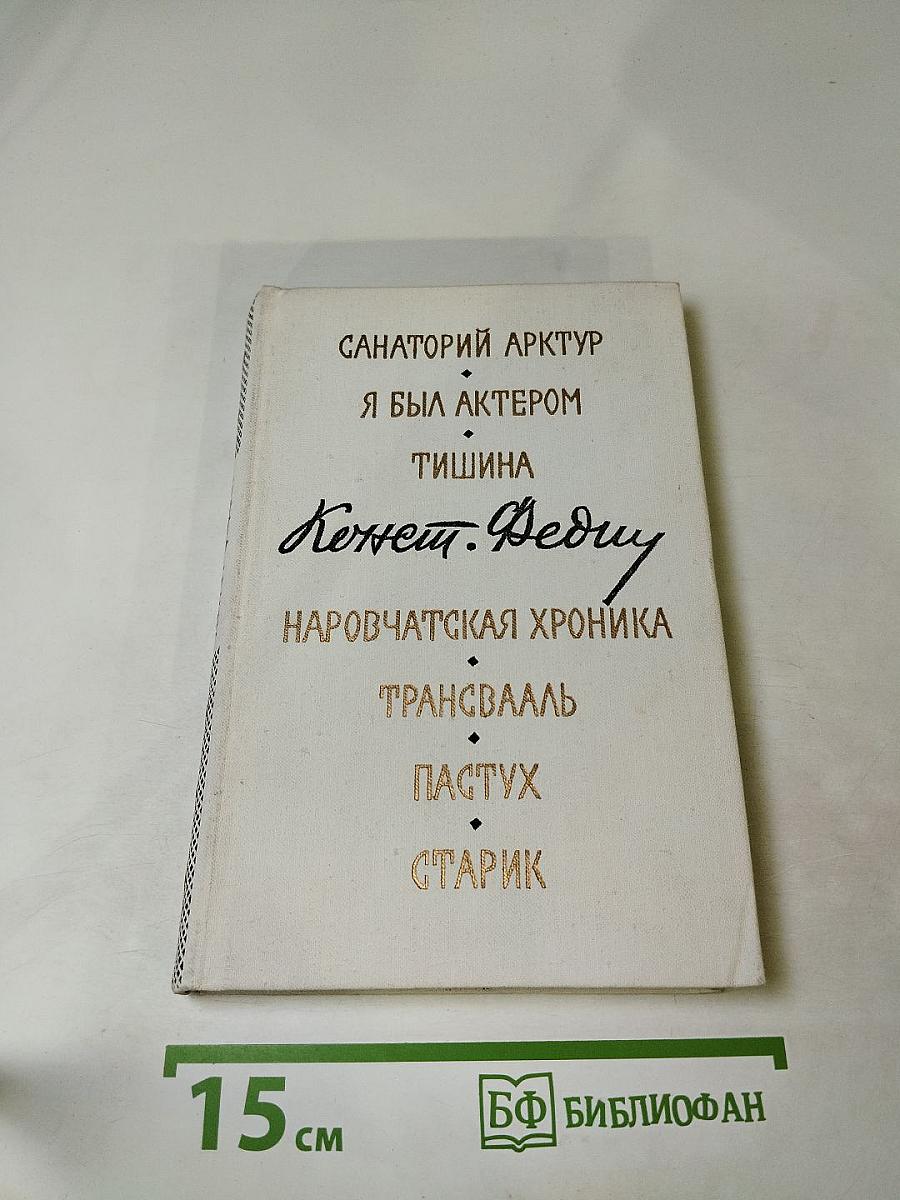 САНАТОРИЙ АРКТУР
Я БЫЛ АКТЕРОМ
ТИШИНА
Конст. Федин
НАРОВЧАТСКАЯ ХРОНИКА
ТРАНСВААЛЬ
ПАСТУХ
СТАРИК
15 см
БФ БИБЛИОФАН